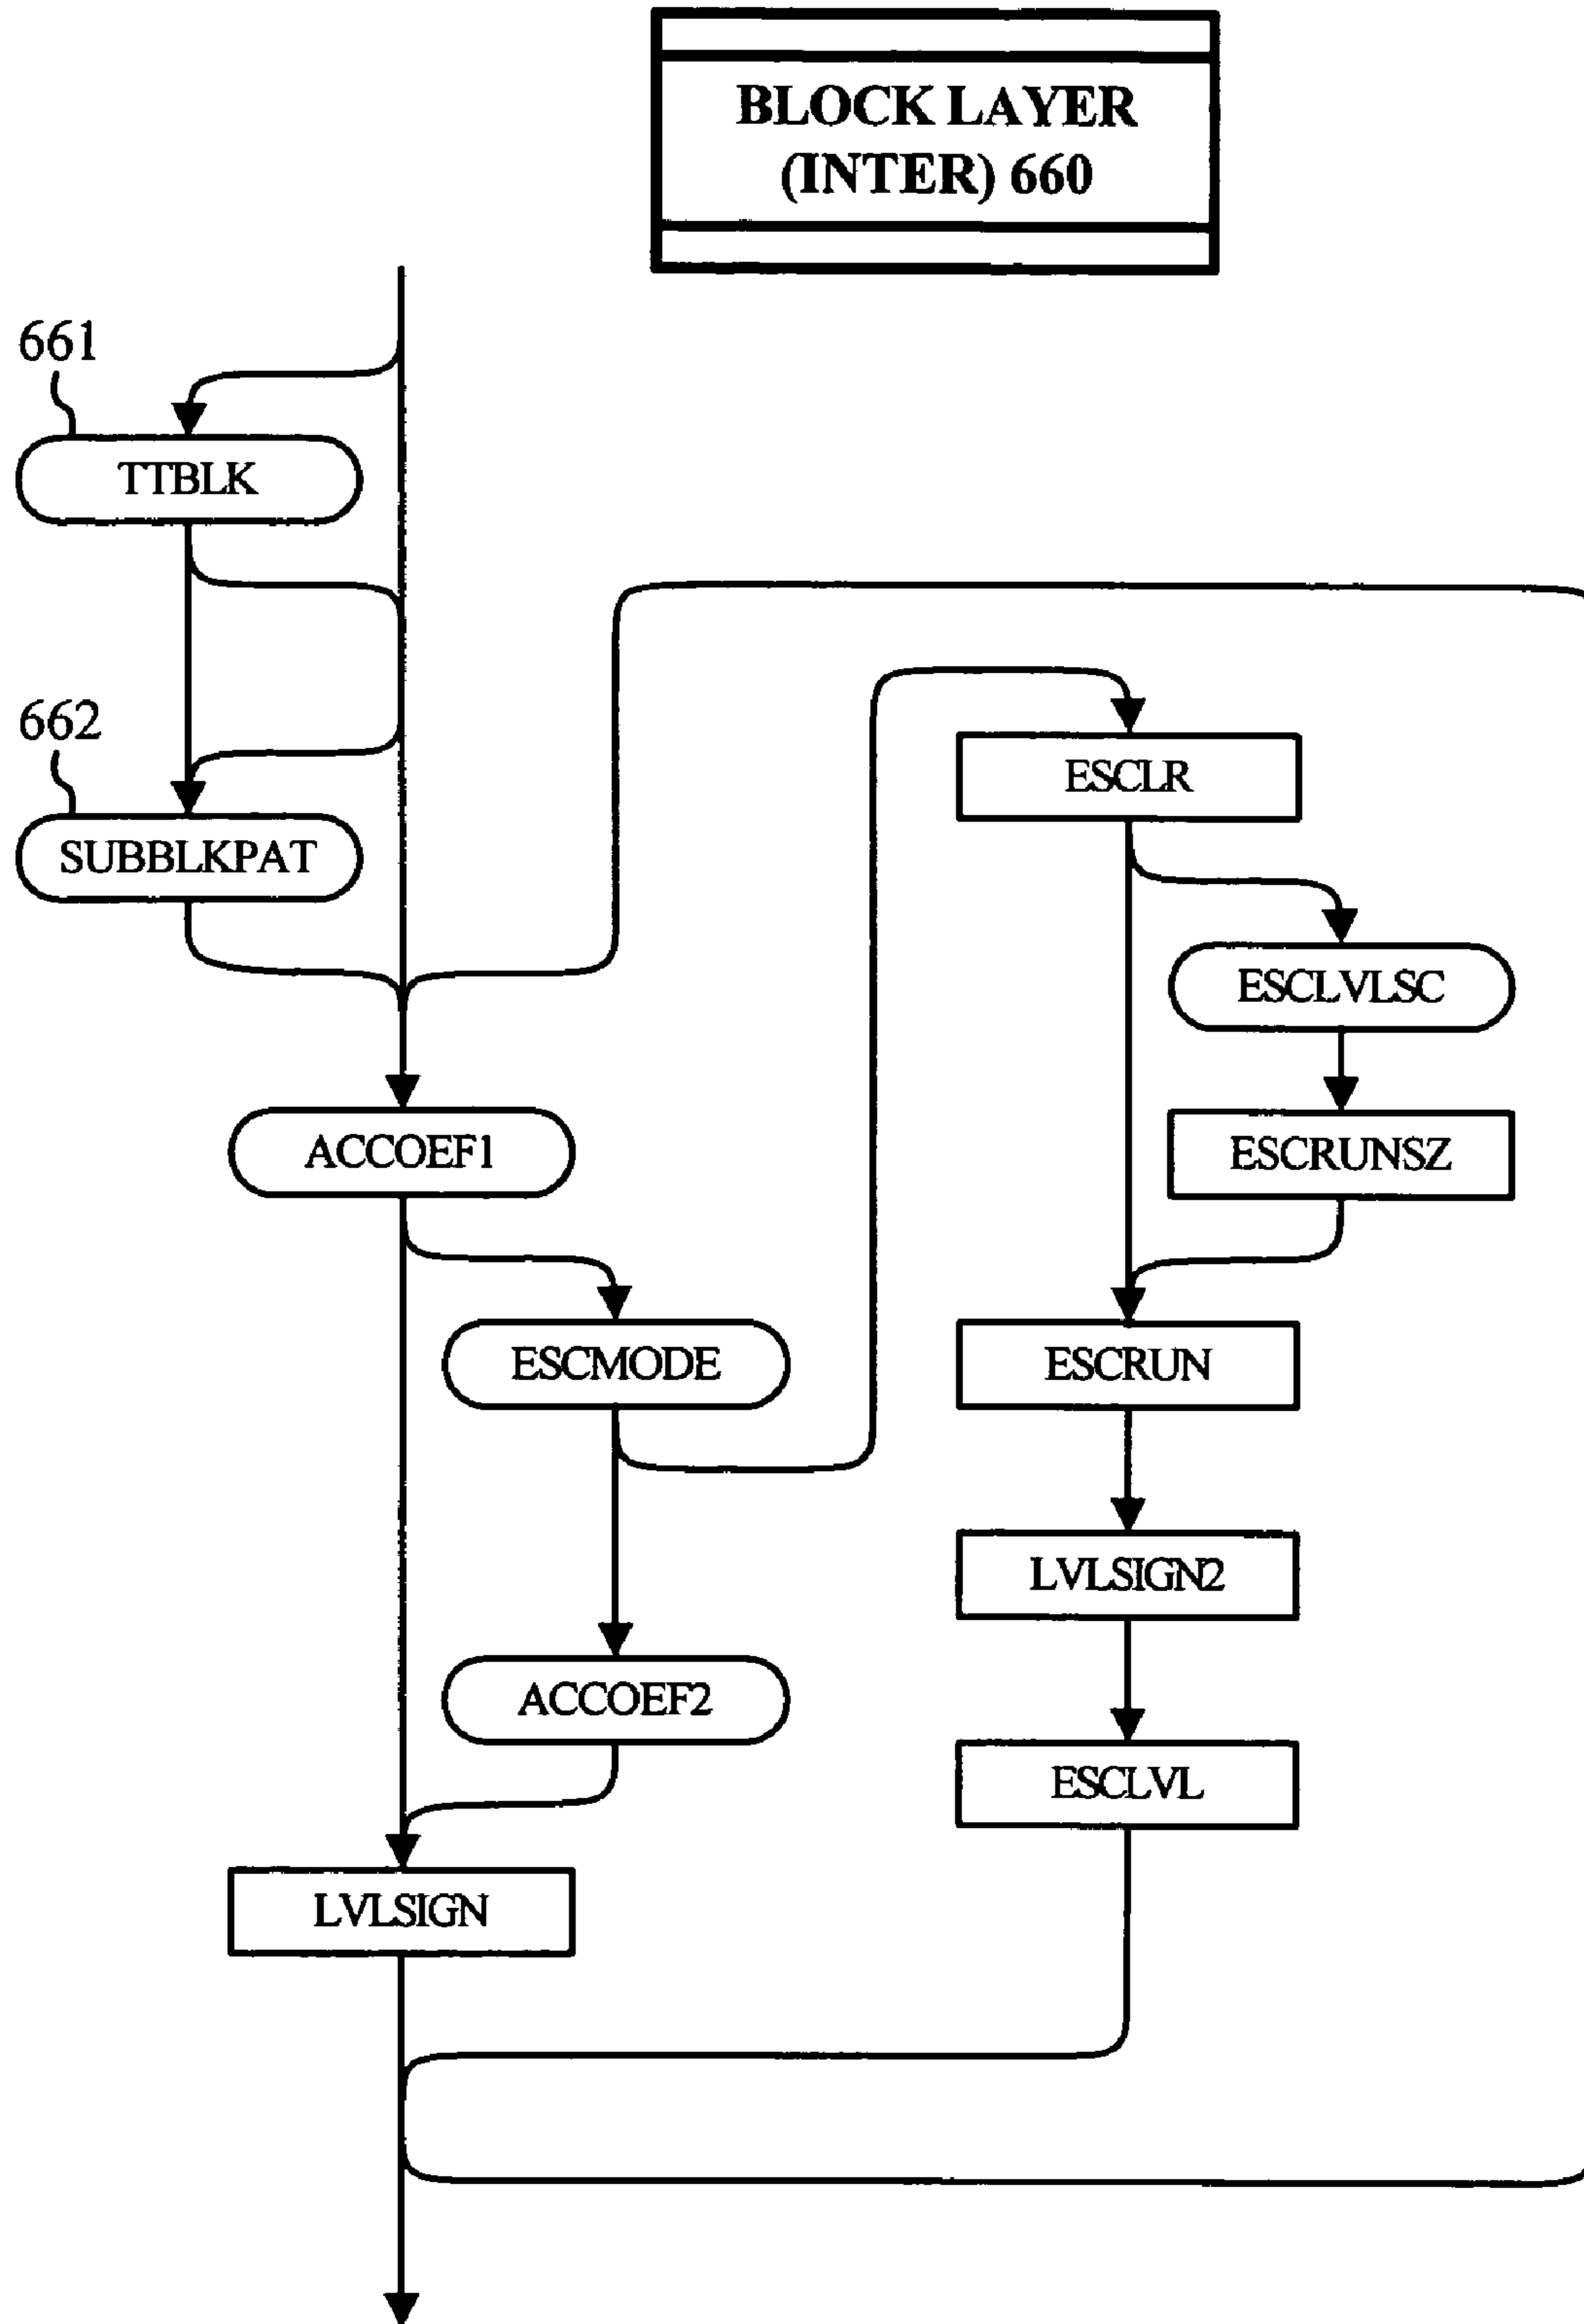 BLOCK LAYER
(INTER) 660
661
TTBLK
662
SUBBLKPAT
ESCLR
ESCLVLSC
ESCRUNSZ
ACCOEF1
ESCMODE
ESCRUN
LVLSIGN2
ACCOEF2
ESCLVL
LVLSIGN